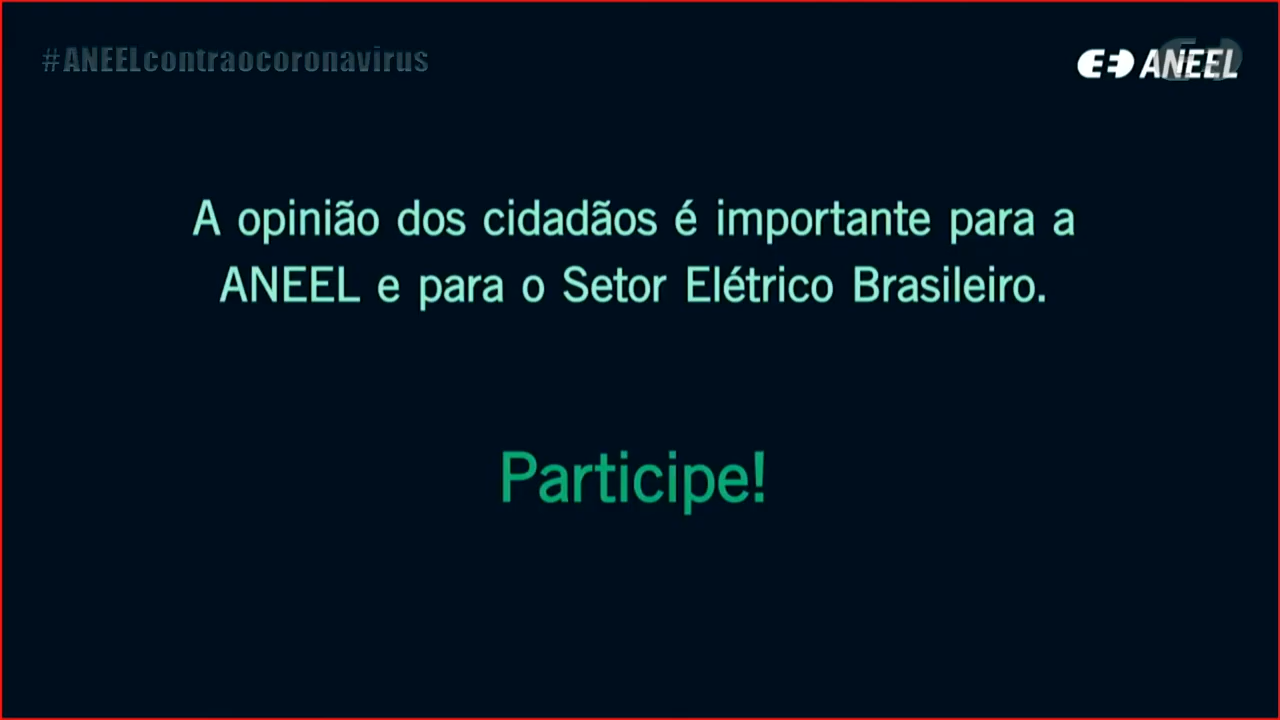 #ANEELcontraocoronavirus
ANEEL
A opinião dos cidadãos é importante para a
ANEEL e para o Setor Elétrico Brasileiro.
Participe!